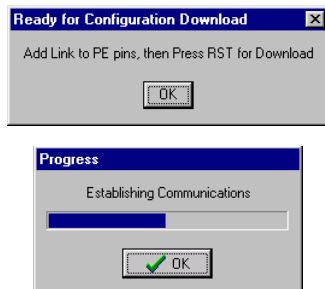 Ready for Configuration Download
Add Link to PE pins, then Press RST for Download
OK
Progress
Establishing Communications
OK